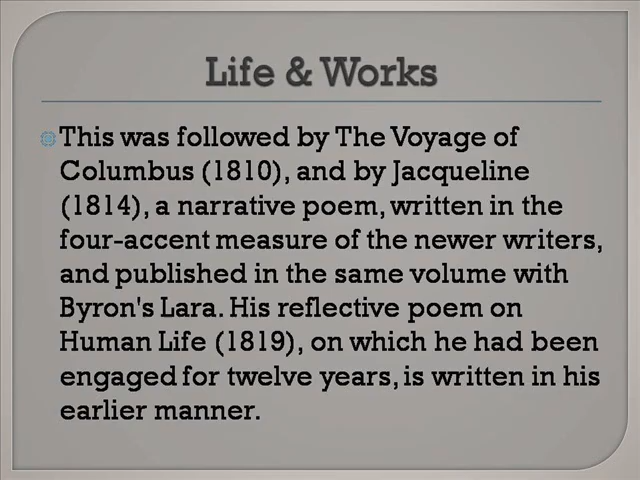 Life & Works
This was followed by The Voyage of
Columbus (1810), and by Jacqueline
(1814), a narrative poem, written in the
four-accent measure of the newer writers,
and published in the same volume with
Byron's Lara. His reflective poem on
Human Life (1819), on which he had been
engaged for twelve years, is written in his
earlier manner.